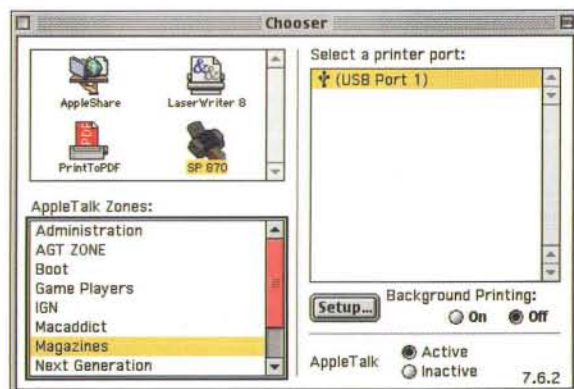 Chooser
AppleShare
LaserWriter 8
PDF
PrintToPDF
SP 870
AppleTalk Zones:
Administration
AGT ZONE
Boot
Game Players
IGN
Macaddict
Magazines
Next Generation
Select a printer port:
(USB Port 1)
Setup...
Background Printing:
On
Off
AppleTalk
Active
Inactive
7.6.2